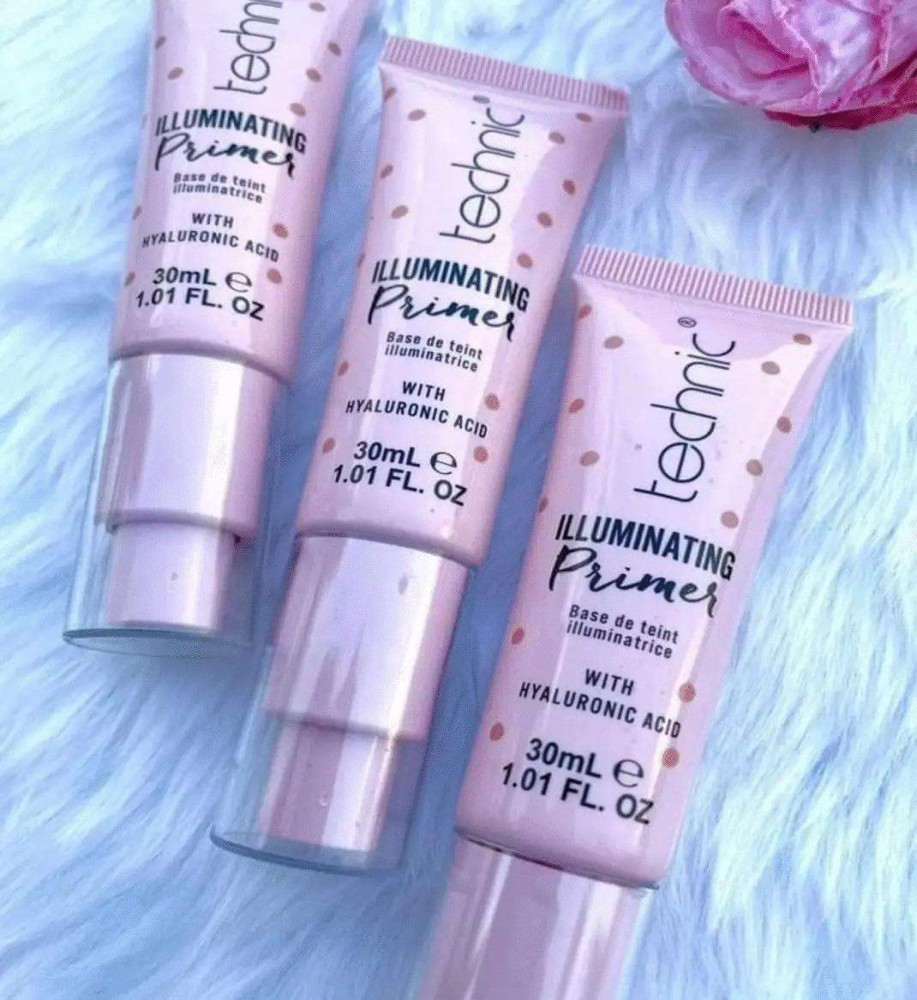 techn
ILLUMINATING
Primer
Base de teint
illuminatrice
WITH
HYALURONIC ACID
30mL e
1.01 FL. OZ
technic®
ILLUMINATING
Primer
Base de teint
illuminatrice
WITH
HYALURONIC ACID
30mL e
1.01 FL. OZ
technic®
ILLUMINATING
Primer
Base de teint
illuminatrice
WITH
HYALURONIC ACID
30mL e
1.01 FL. OZ